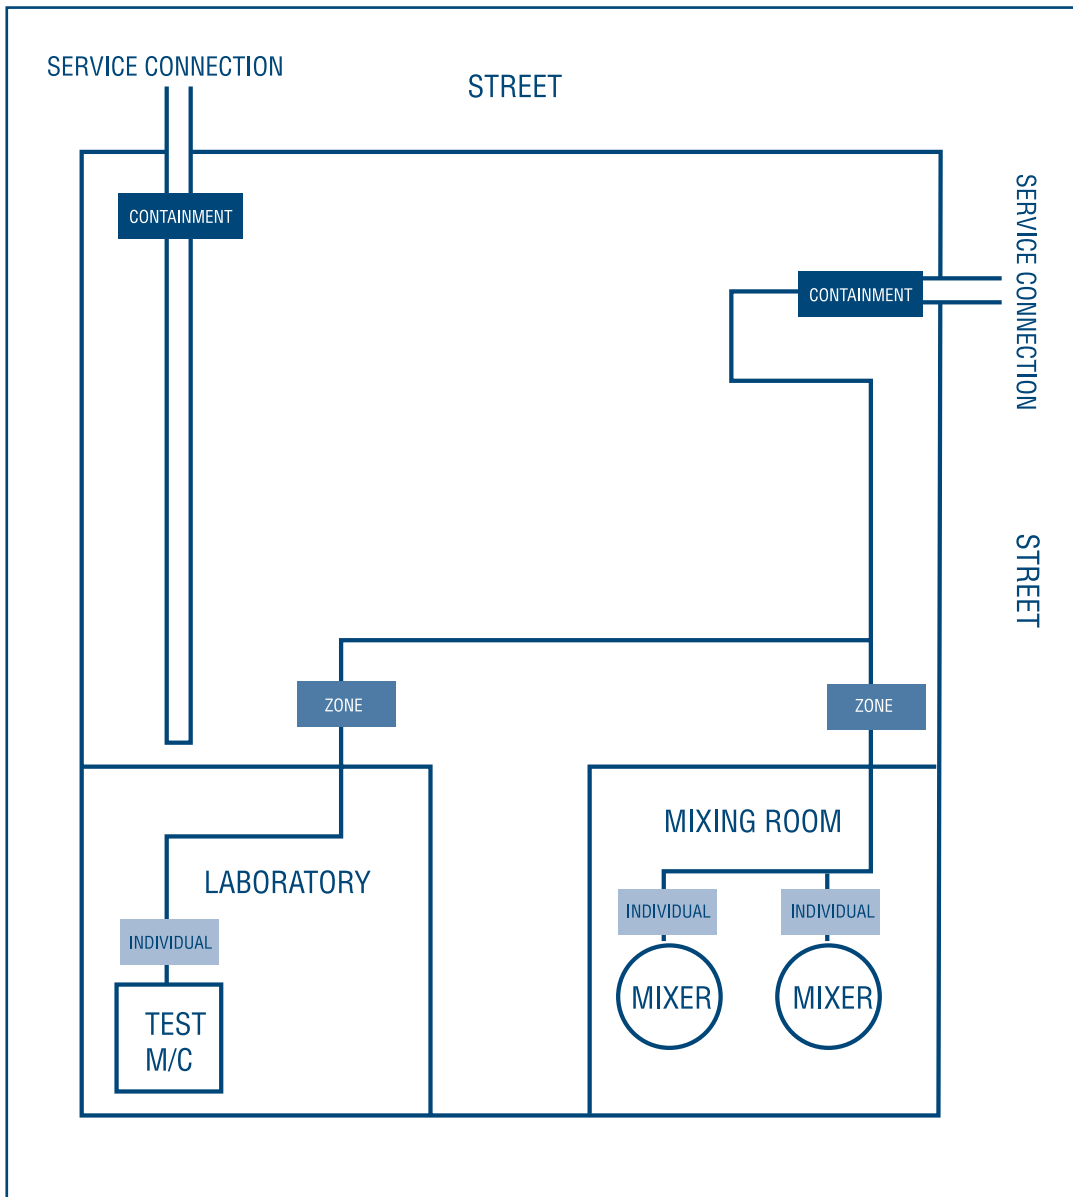 SERVICE CONNECTION
STREET
CONTAINMENT
SERVICE CONNECTION
CONTAINMENT
STREET
ZONE
ZONE
MIXING ROOM
LABORATORY
INDIVIDUAL
INDIVIDUAL
INDIVIDUAL
MIXER
MIXER
TEST
M/C